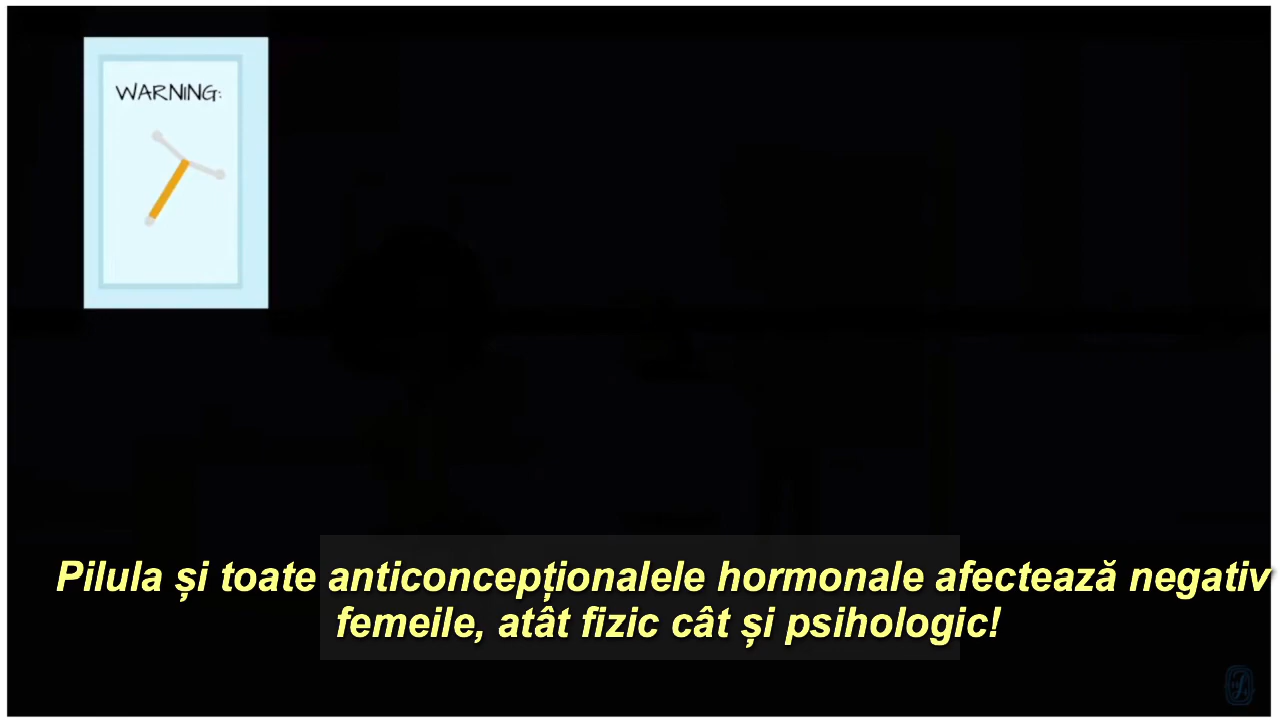 WARNING:
Pilula și toate anticoncepționalele hormonale afectează negativ
femeile, atât fizic cât și psihologic!